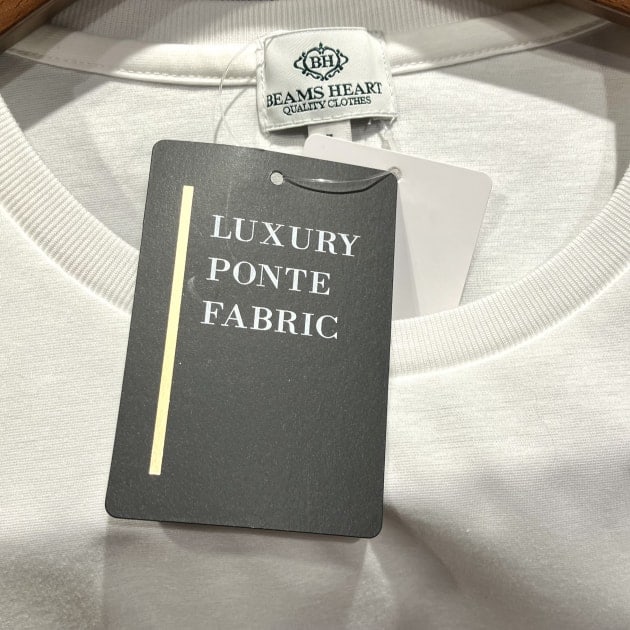 BH
BEAMS HEART
QUALITY CLOTHES
LUXURY
PONTE
FABRIC